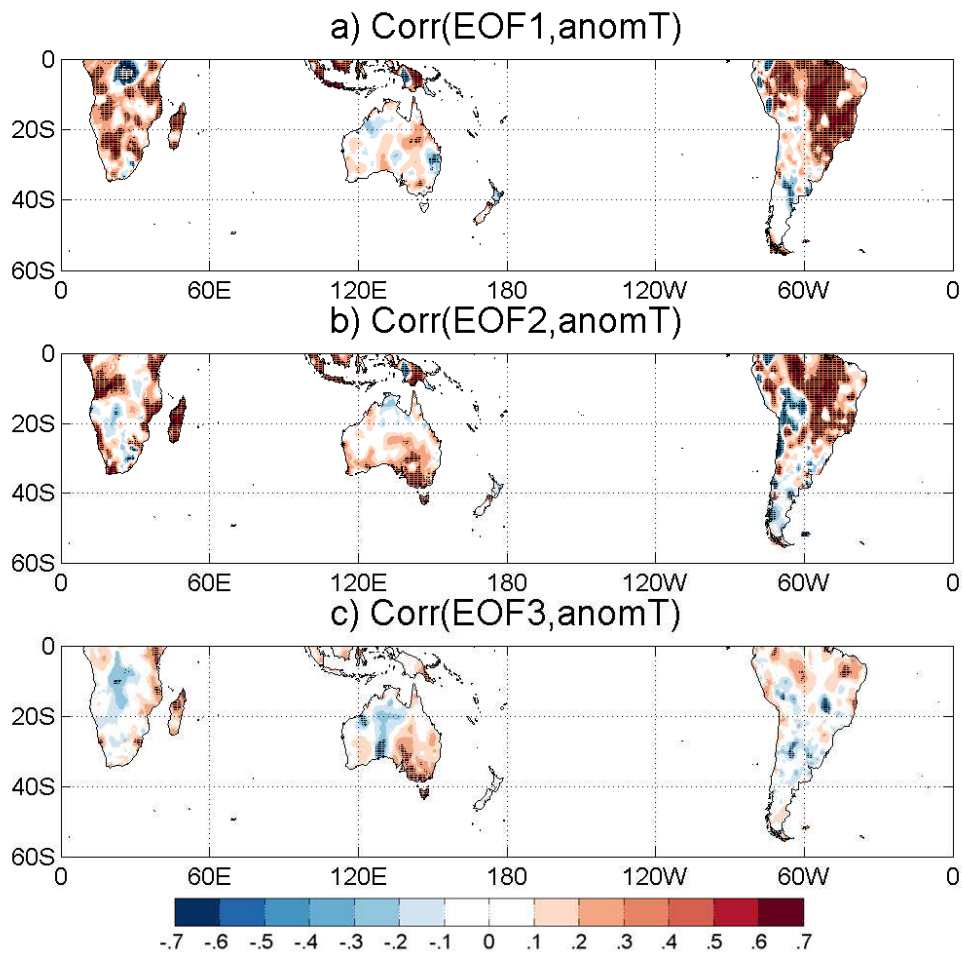 a) Corr(EOF1,anomT)
0
20S
40S
60S
0 60E 120E 180 120W 60W 0
b) Corr(EOF2,anomT)
0
20S
40S
60S
0 60E 120E 180 120W 60W 0
c) Corr(EOF3,anomT)
0
20S
40S
60S
0 60E 120E 180 120W 60W 0
-.7 -.6 -.5 -.4 -.3 -.2 -.1 0 .1 .2 .3 .4 .5 .6 .7